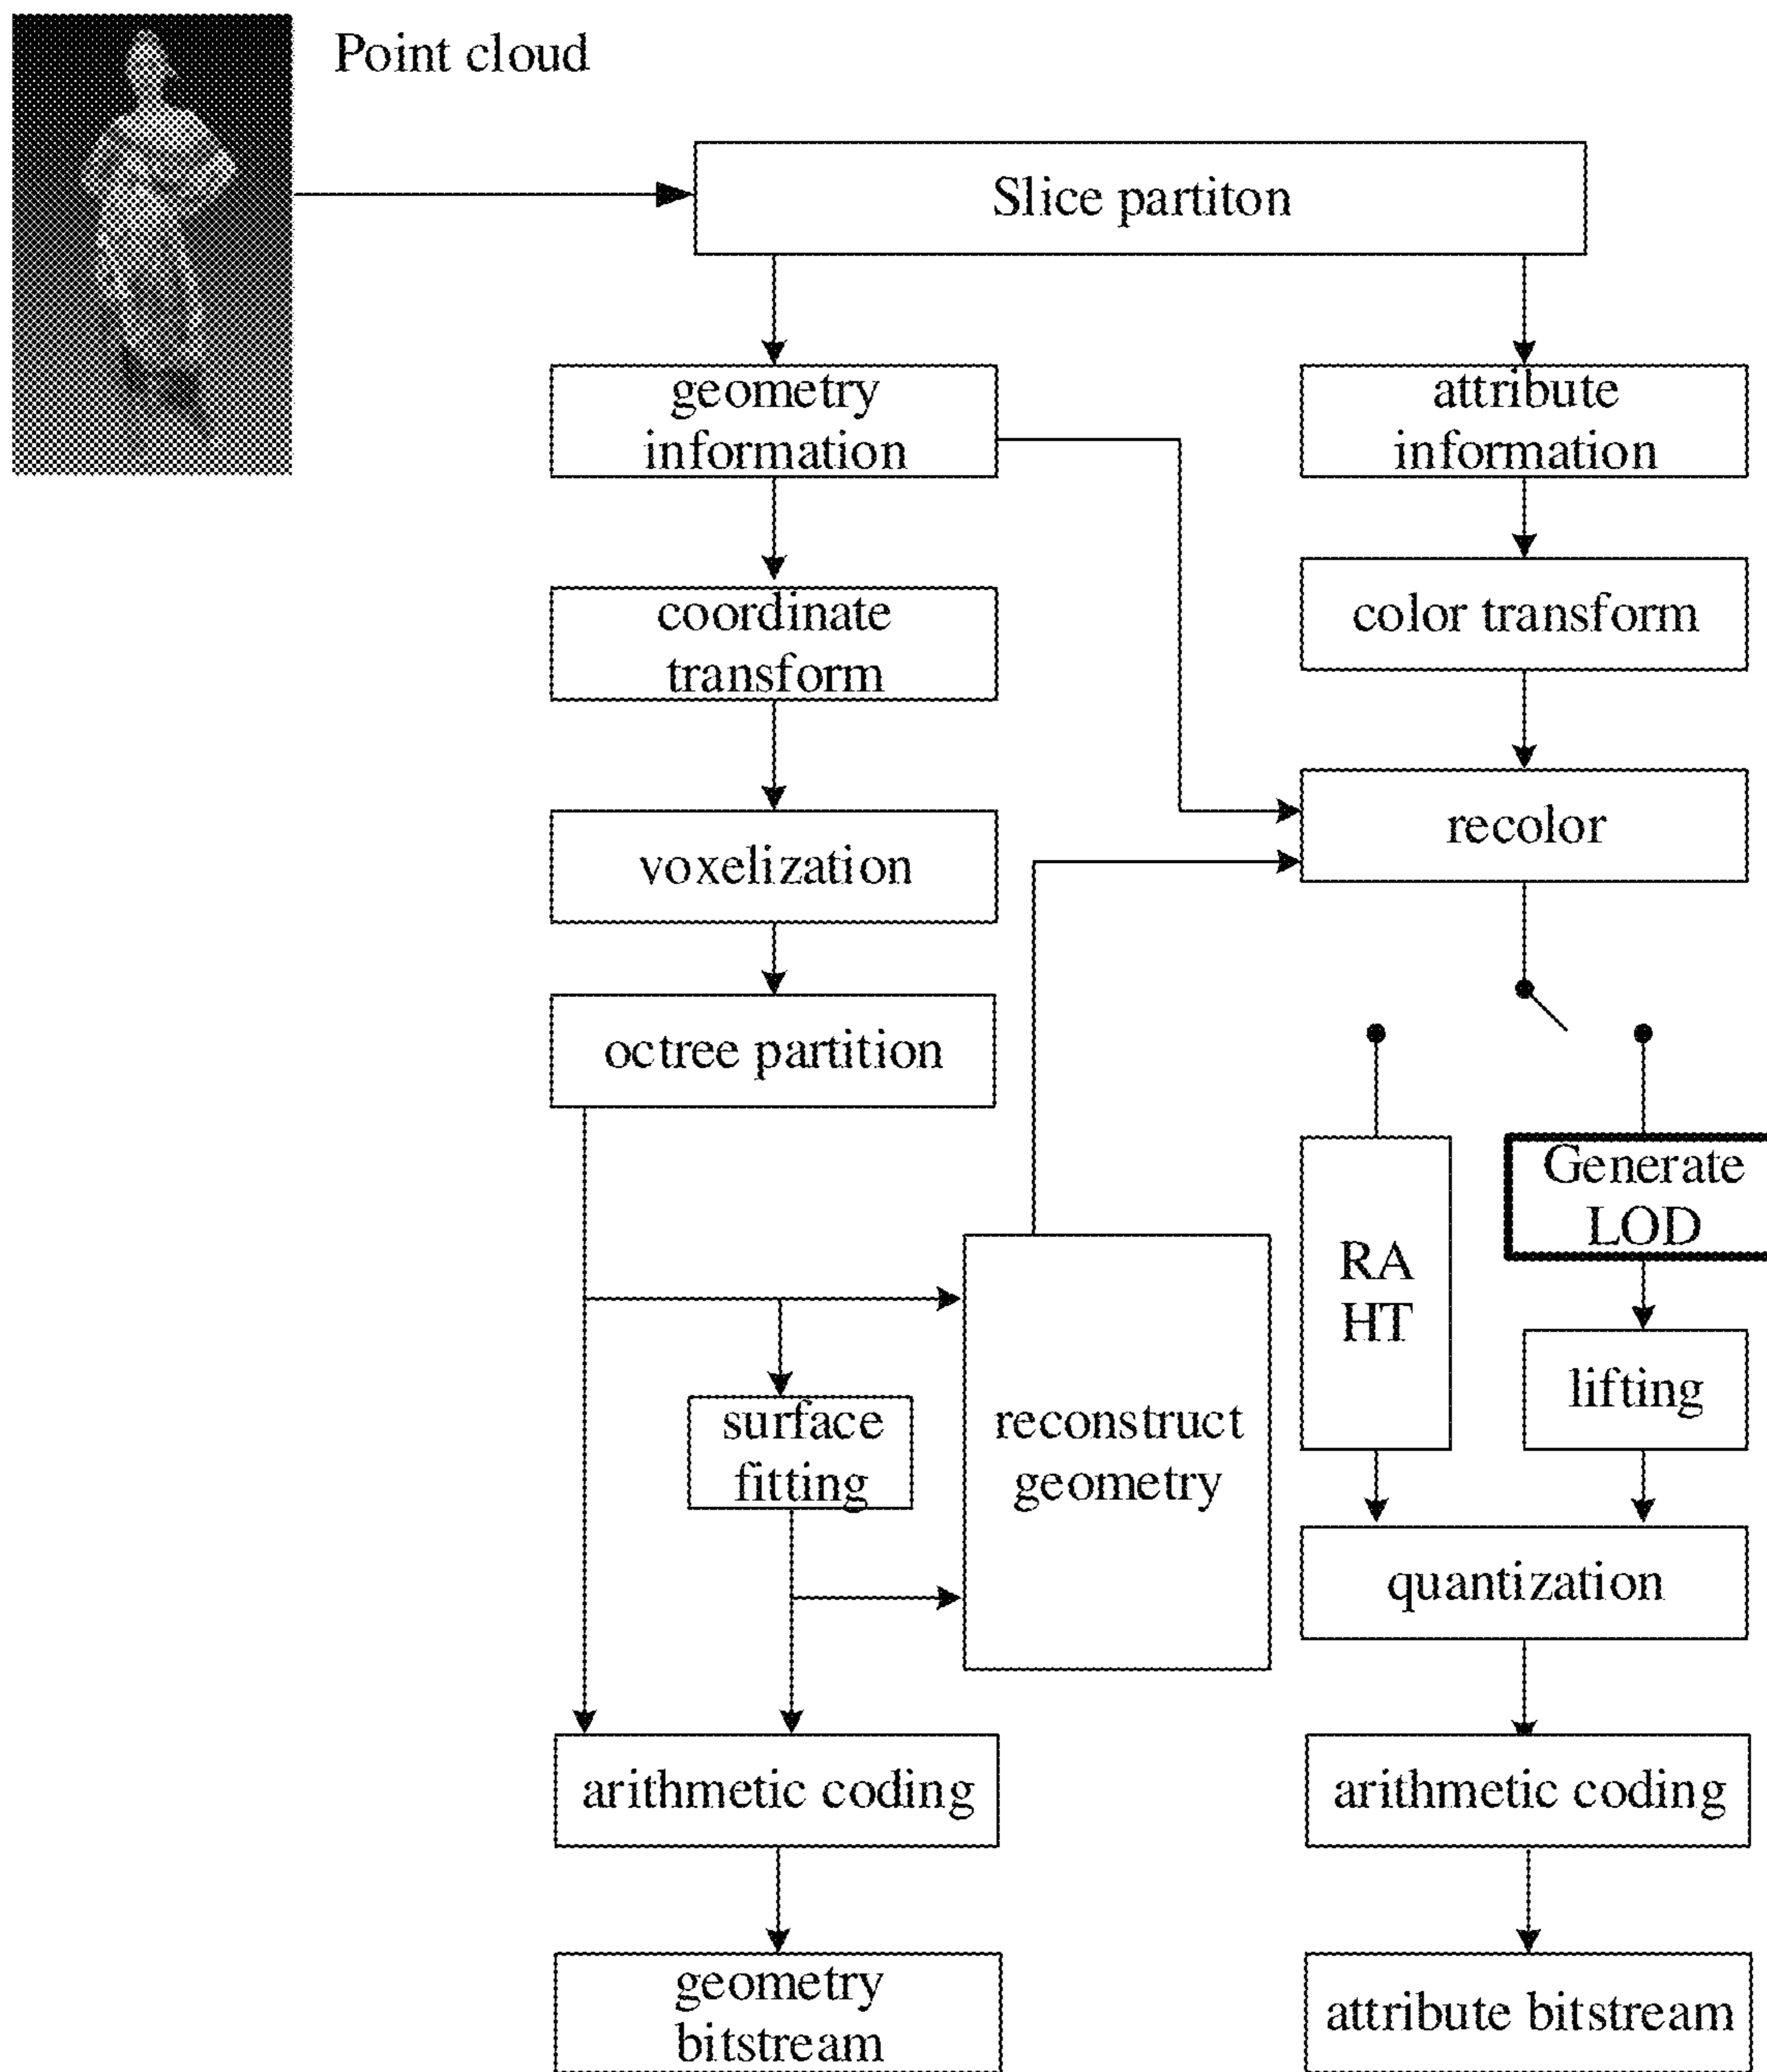 Point cloud
Slice partiton
geometry
information
attribute
information
coordinate
transform
color transform
voxelization
recolor
octree partition
RA
HT
Generate
LOD
lifting
surface
fitting
reconstruct
geometry
quantization
arithmetic coding
arithmetic coding
geometry
bitstream
attribute bitstream